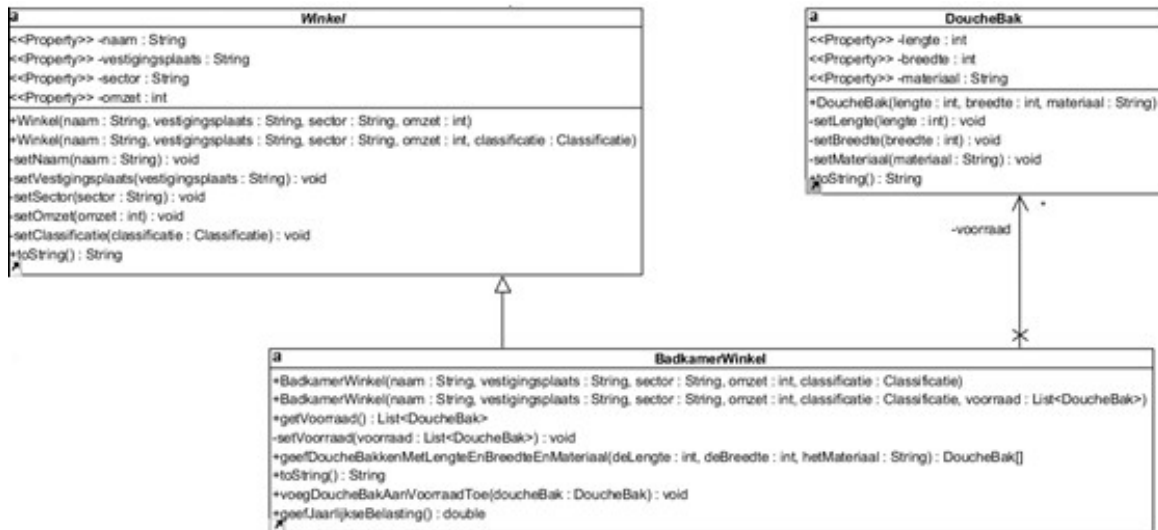 a
Winkel
<<Property>> -naam : String
<<Property>> -vestigingsplaats : String
<<Property>> -sector : String
<<Property>> -omzet : int
+Winkel(naam : String, vestigingsplaats : String, sector : String, omzet : int)
+Winkel(naam : String, vestigingsplaats : String, sector : String, omzet : int, classificatie : Classificatie)
-setNaam(naam : String) : void
-setVestigingsplaats(vestigingsplaats : String) : void
-setSector(sector : String) : void
-setOmzet(omzet : int) : void
-setClassificatie(classificatie : Classificatie) : void
+toString() : String
a
DoucheBak
<<Property>> -lengte : int
<<Property>> -breedte : int
<<Property>> -materiaal : String
+DoucheBak(lengte : int, breedte : int, materiaal : String)
-setLengte(lengte : int) : void
-setBreedte(breedte : int) : void
-setMateriaal(materiaal : String) : void
+toString() : String
*
-voorraad
a
BadkamerWinkel
+BadkamerWinkel(naam : String, vestigingsplaats : String, sector : String, omzet : int, classificatie : Classificatie)
+BadkamerWinkel(naam : String, vestigingsplaats : String, sector : String, omzet : int, classificatie : Classificatie, voorraad : List<DoucheBak>)
+getVoorraad() : List<DoucheBak>
-setVoorraad(voorraad : List<DoucheBak>) : void
+geefDoucheBakkenMetLengteEnBreedteEnMateriaal(deLengte : int, deBreedte : int, hetMateriaal : String) : DoucheBak[]
+toString() : String
+voegDoucheBakAanVoorraadToe(doucheBak : DoucheBak) : void
+geefJaarlijkseBelasting() : double